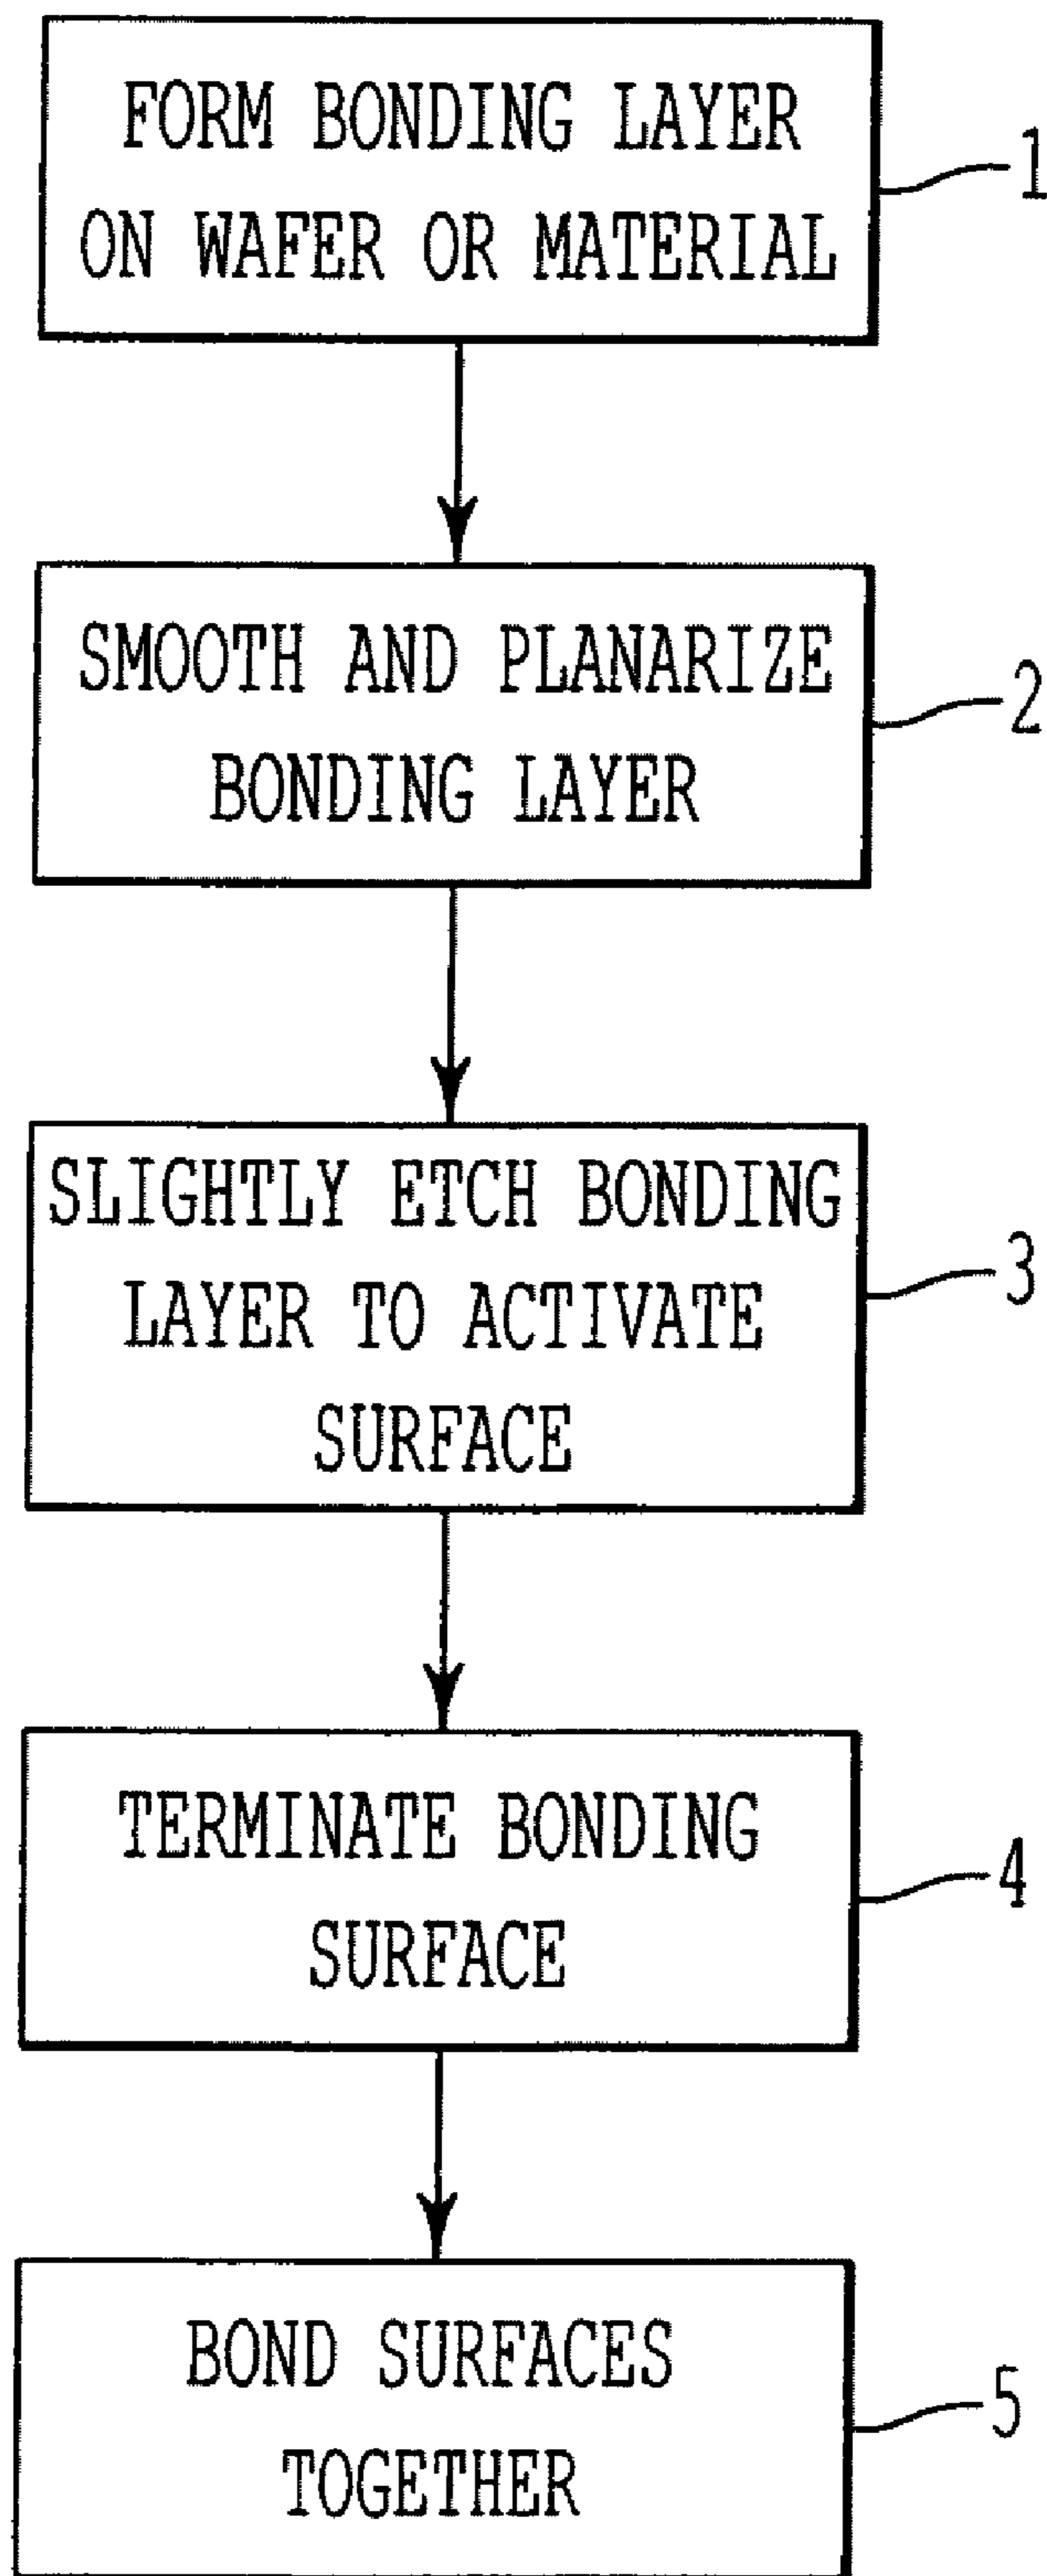 FORM BONDING LAYER
ON WAFER OR MATERIAL
1
SMOOTH AND PLANARIZE
BONDING LAYER
2
SLIGHTLY ETCH BONDING
LAYER TO ACTIVATE
SURFACE
3
TERMINATE BONDING
SURFACE
4
BOND SURFACES
TOGETHER
5